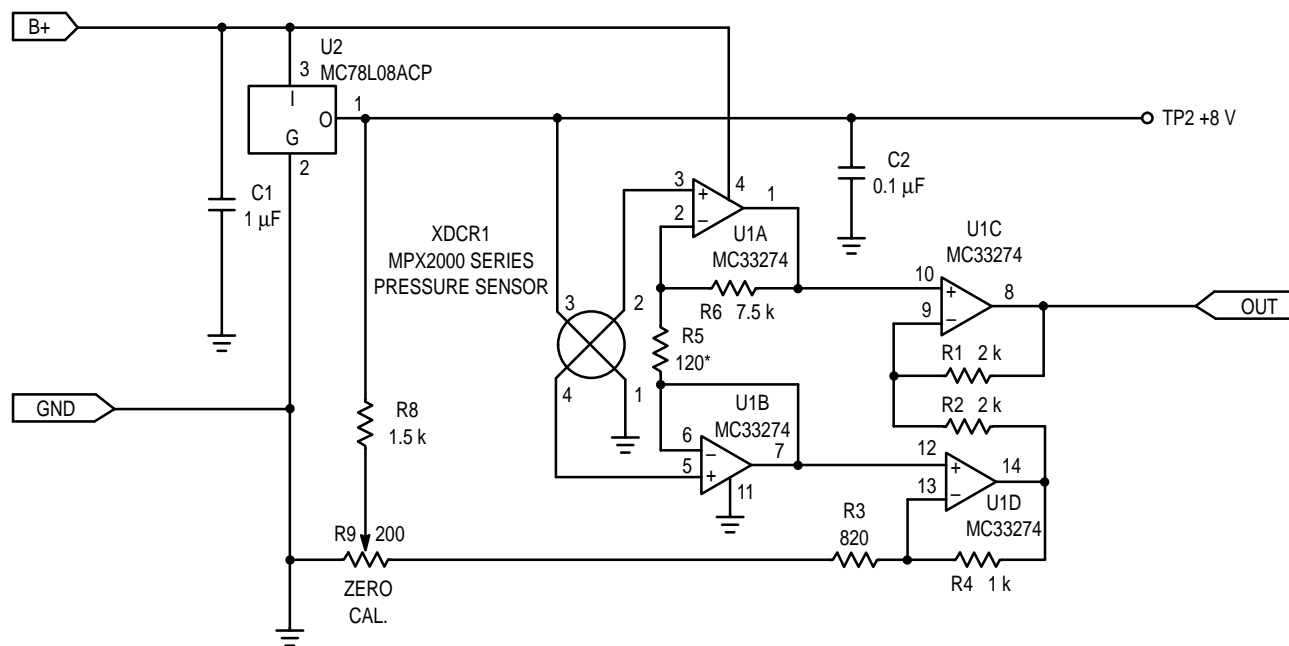 B+
U2
MC78L08ACP
3
I
O
1
G
2
TP2 +8 V
C1
1 µF
C2
0.1 µF
3
+
4
1
2
–
U1A
MC33274
U1C
MC33274
XDCR1
MPX2000 SERIES
PRESSURE SENSOR
10
+
8
9
–
OUT
3
2
R6 7.5 k
R5
120*
R1 2 k
4
1
GND
R8
1.5 k
U1B
MC33274
R2 2 k
6
–
7
5
+
11
12
+
14
13
–
U1D
MC33274
R9 200
R3
820
ZERO
CAL.
R4 1 k